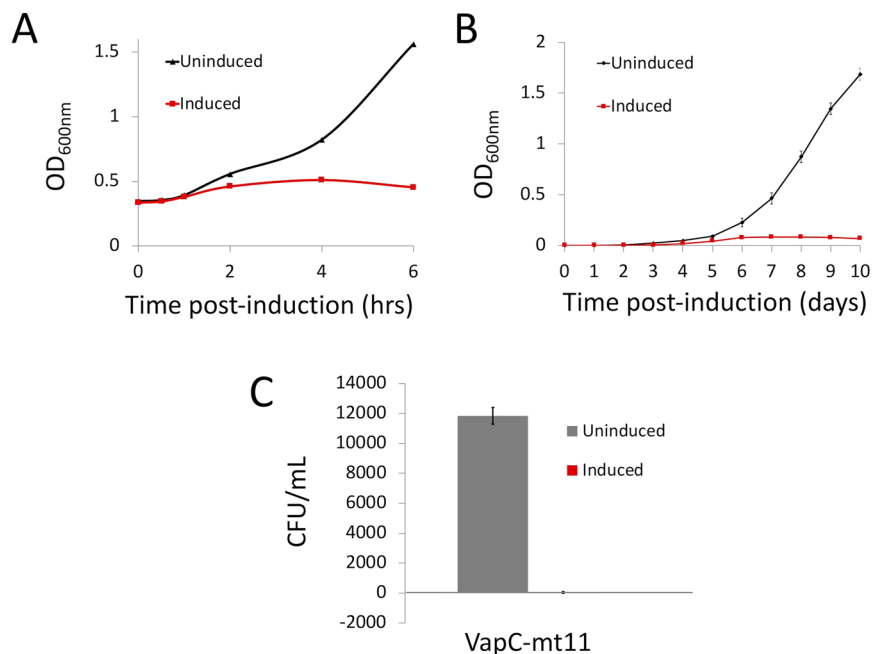 A
1.5
1
0.5
0
OD600nm
Uninduced
Induced
0 2 4 6
Time post-induction (hrs)
B
2
1.5
1
0.5
0
OD600nm
Uninduced
Induced
0 1 2 3 4 5 6 7 8 9 10
Time post-induction (days)
C
14000
12000
10000
8000
6000
4000
2000
0
-2000
CFU/mL
Uninduced
Induced
VapC-mt11